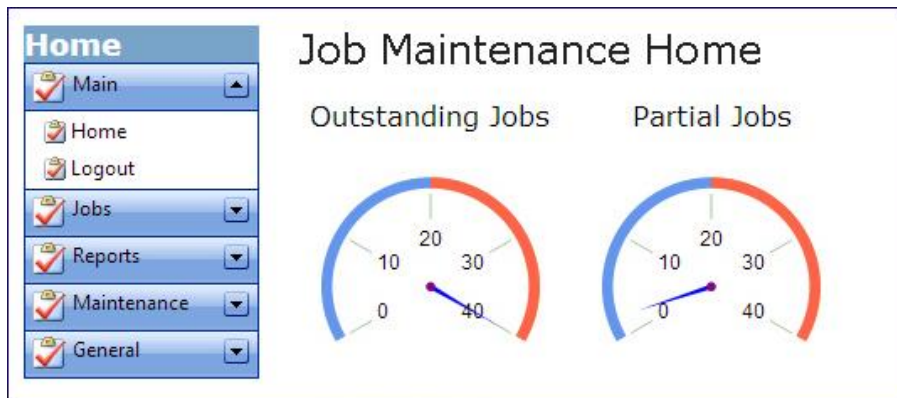 Home
Main
Home
Logout
Jobs
Reports
Maintenance
General
Job Maintenance Home
Outstanding Jobs
20
10 30
0 40
Partial Jobs
20
10 30
0 40